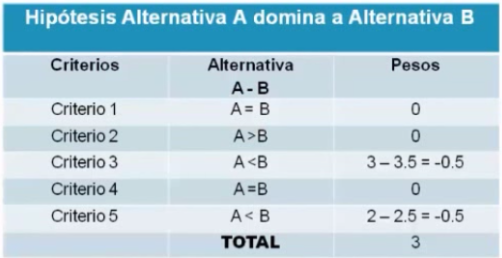 Hipótesis Alternativa A domina a Alternativa B
Criterios Alternativa A - B Pesos
Criterio 1 A = B 0
Criterio 2 A >B 0
Criterio 3 A <B 3 – 3.5 = -0.5
Criterio 4 A =B 0
Criterio 5 A < B 2 – 2.5 = -0.5
TOTAL 3